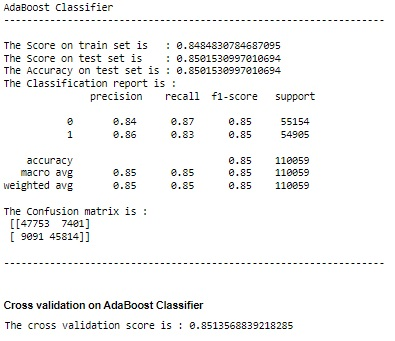 AdaBoost Classifier
--------------------------------------------------------------------------------
The Score on train set is   : 0.8484830784687095
The Score on test set is    : 0.8501530997010694
The Accuracy on test set is : 0.8501530997010694
The Classification report is :
              precision    recall  f1-score   support
           0       0.84      0.87      0.85     55154
           1       0.86      0.83      0.85     54905
    accuracy                           0.85    110059
   macro avg       0.85      0.85      0.85    110059
weighted avg       0.85      0.85      0.85    110059
The Confusion matrix is :
[[47753  7401]
[ 9091 45814]]
--------------------------------------------------------------------------------
Cross validation on AdaBoost Classifier
The cross validation score is : 0.8513568839218285